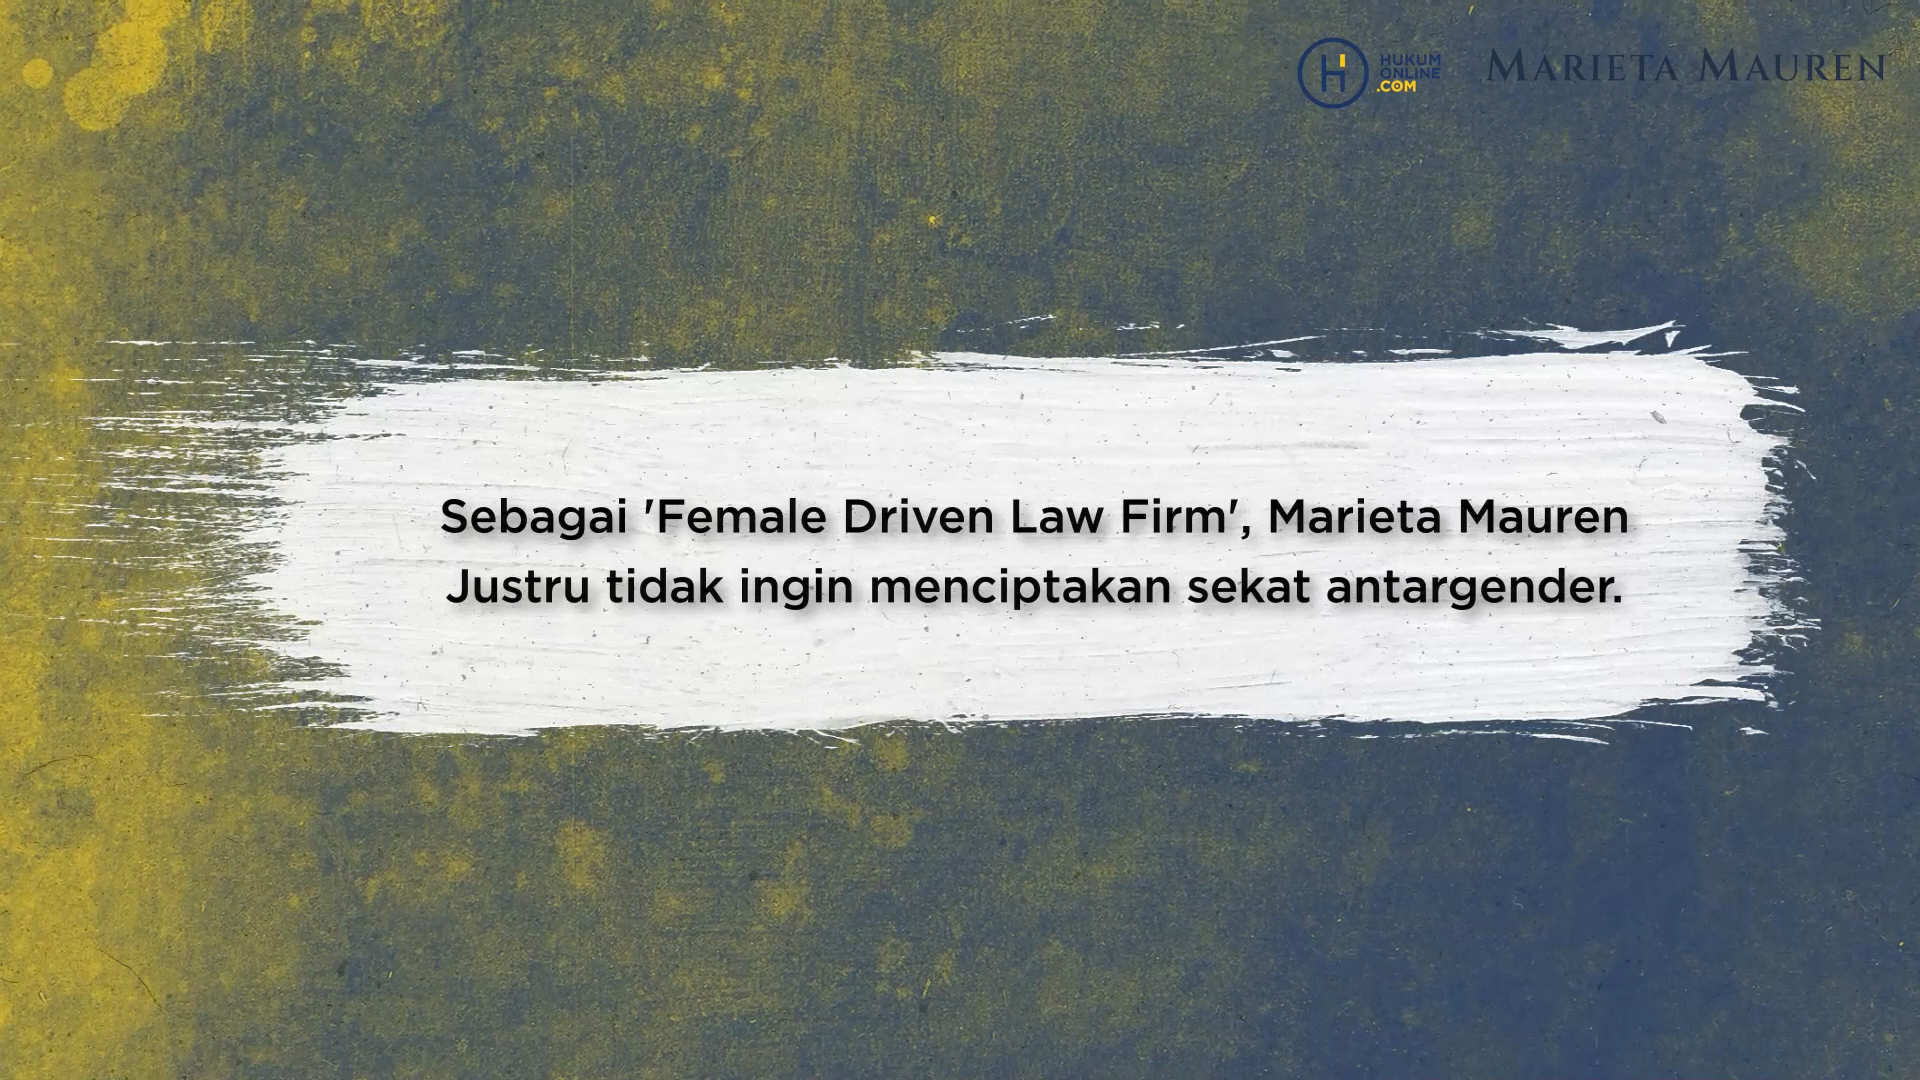 HUKUM
ONLINE
.COM
MARIETA MAUREN
Sebagai 'Female Driven Law Firm', Marieta Mauren
Justru tidak ingin menciptakan sekat antargender.